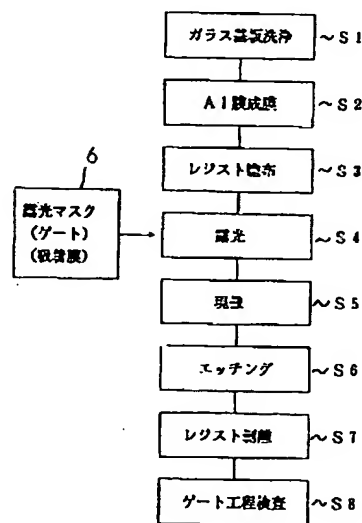 ガラス基板洗浄 ~S1
Al膜成膜 ~S2
レジスト塗布 ~S3
6
露光マスク
(ゲート)
(吸着膜)
露光 ~S4
現像 ~S5
エッチング ~S6
レジスト剥離 ~S7
ゲート工程検査 ~S8